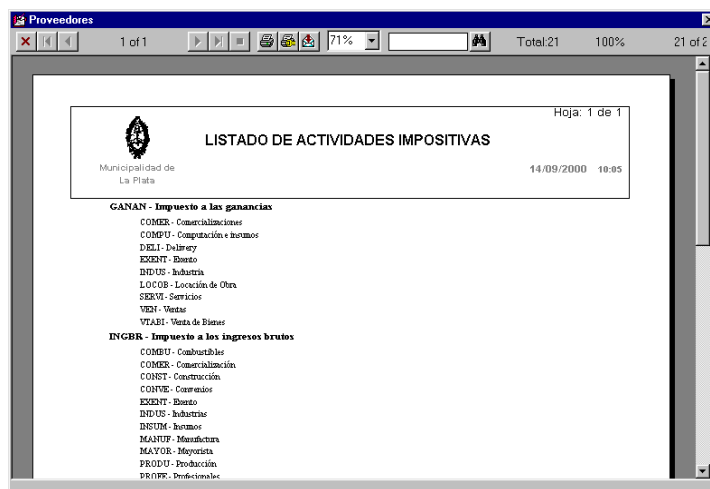 Proveedores
1 of 1 71% Total:21 100% 21 of 2
Hoja: 1 de 1
LISTADO DE ACTIVIDADES IMPOSITIVAS
Municipalidad de
La Plata
14/09/2000 10:05
GANAN - Impuesto a las ganancias
COMER - Comercializaciones
COMPU - Computación e insumos
DELI - Delivery
EXENT - Exento
INDUS - Industria
LOCOB - Locación de Obra
SERVI - Servicios
VEN - Ventas
VTABI - Venta de Bienes
INGBR - Impuesto a los ingresos brutos
COMBU - Combustibles
COMER - Comercialización
CONST - Construcción
CONVE - Convenios
EXENT - Exento
INDUS - Industrias
INSUM - Insumos
MANUF - Manufactura
MAYOR - Mayorista
PRODU - Producción
PROFE - Profesionales